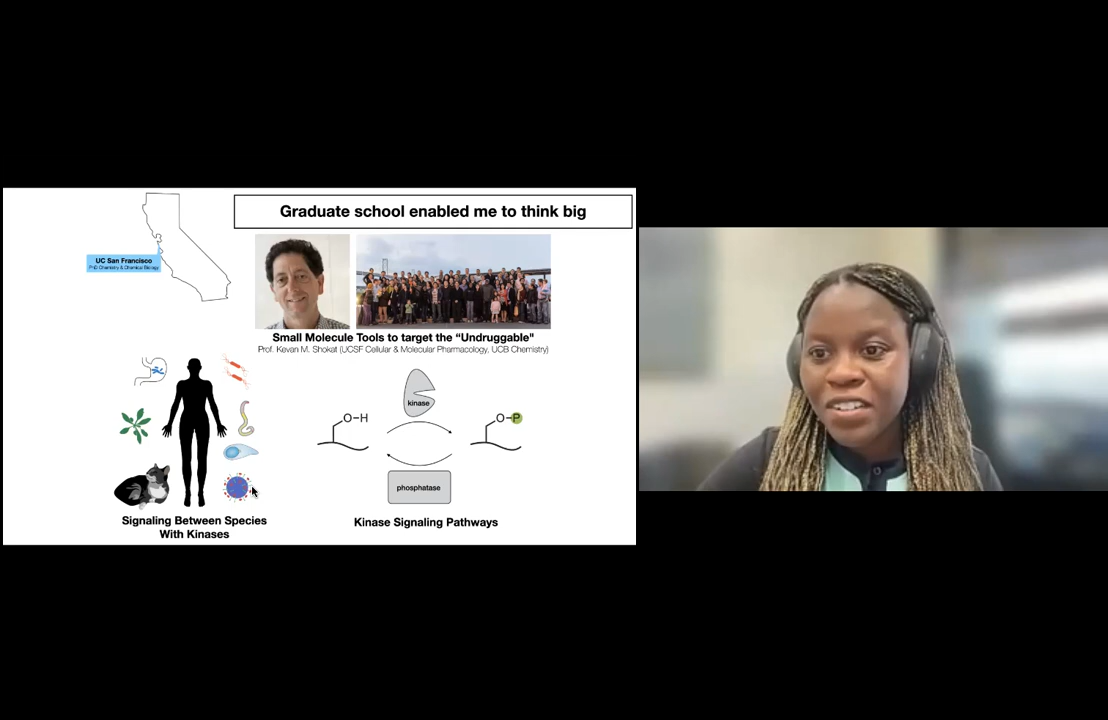 Graduate school enabled me to think big
UC San Francisco
PhD Chemistry & Chemical Biology
Small Molecule Tools to target the “Undruggable"
Prof. Kevan M. Shokat (UCSF Cellular & Molecular Pharmacology, UCB Chemistry)
kinase
O–H
O–P
phosphatase
Signaling Between Species
With Kinases
Kinase Signaling Pathways